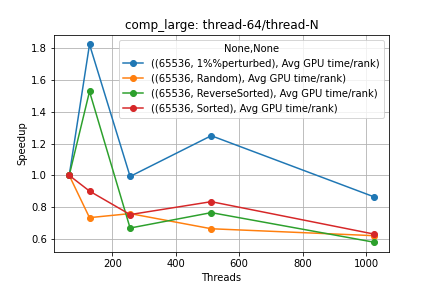 comp_large: thread-64/thread-N
None,None
((65536, 1%%perturbed), Avg GPU time/rank)
((65536, Random), Avg GPU time/rank)
((65536, ReverseSorted), Avg GPU time/rank)
((65536, Sorted), Avg GPU time/rank)
Speedup
1.8
1.6
1.4
1.2
1.0
0.8
0.6
200
400
600
800
1000
Threads